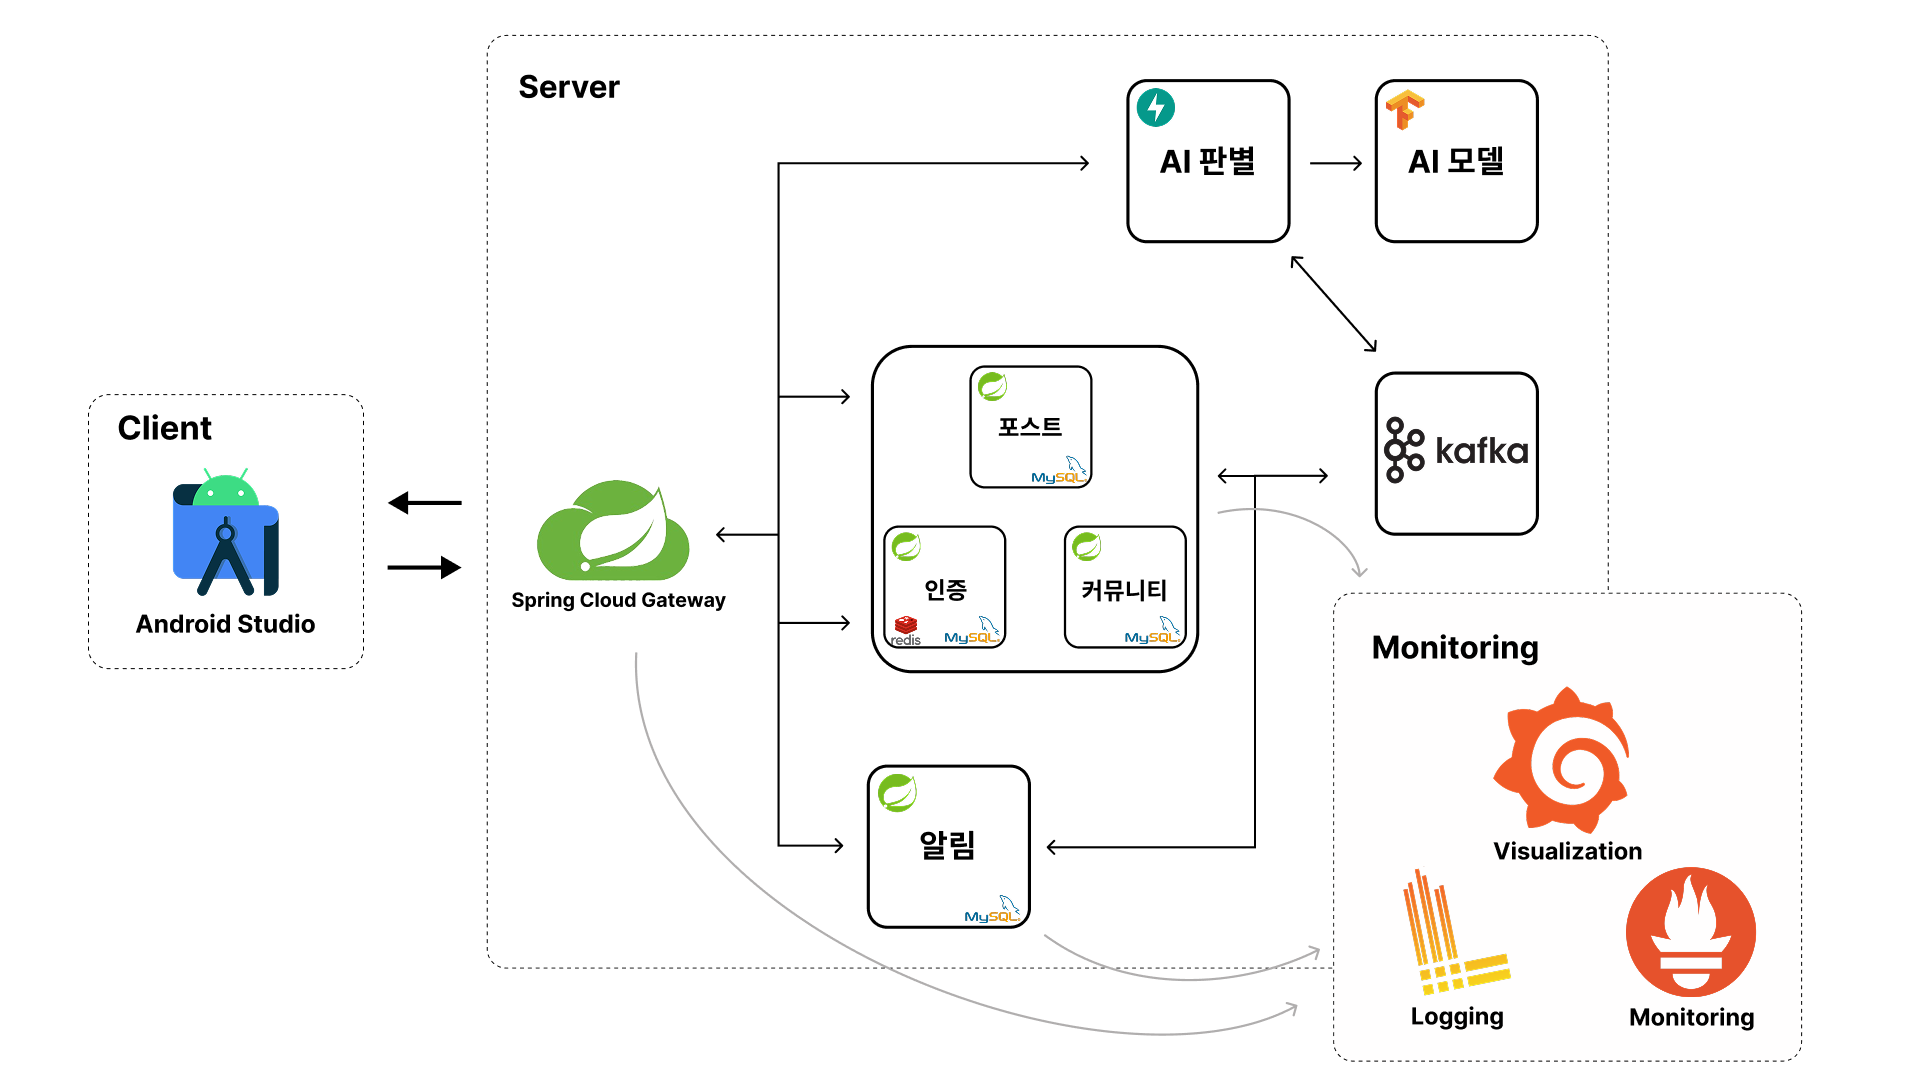 Server
AI 판별
AI 모델
Client
Android Studio
Spring Cloud Gateway
포스트
MySQL
인증
redis
MySQL
커뮤니티
MySQL
kafka
알림
MySQL
Monitoring
Visualization
Logging
Monitoring